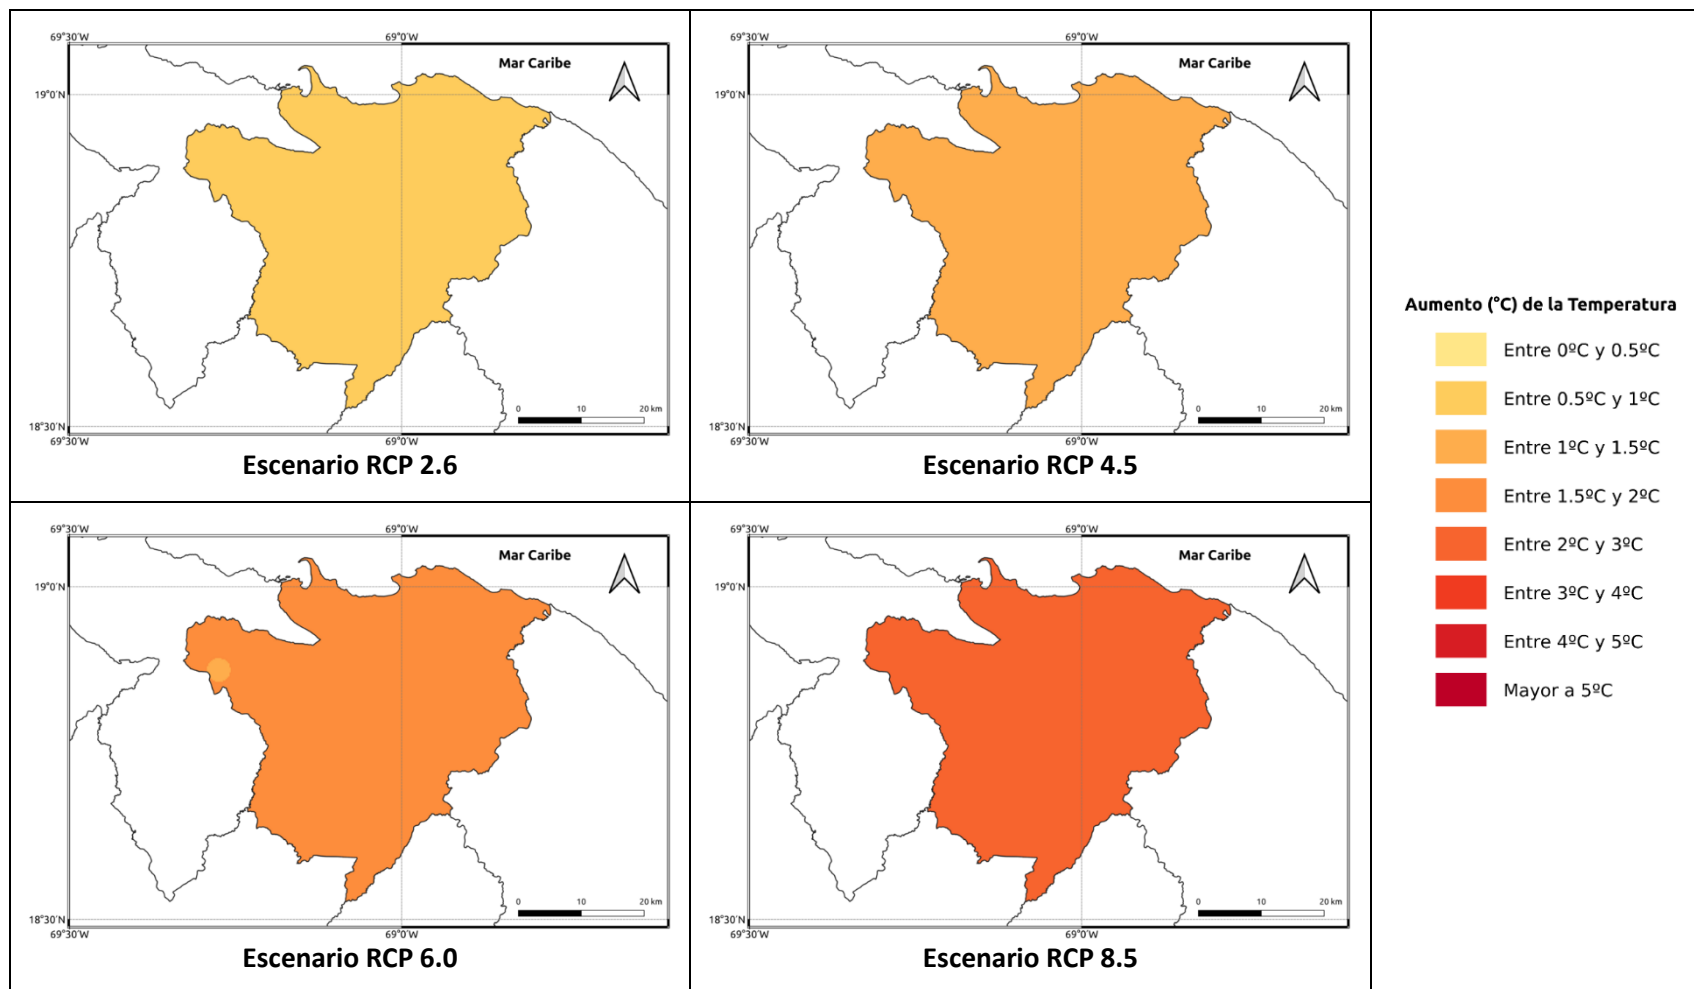 69°30'W 69°0'W
Mar Caribe
19°0'N
0 10 20 km
18°30'N
69°30'W 69°0'W
Escenario RCP 2.6
69°30'W 69°0'W
Mar Caribe
19°0'N
0 10 20 km
18°30'N
69°30'W 69°0'W
Escenario RCP 4.5
69°30'W 69°0'W
Mar Caribe
19°0'N
0 10 20 km
18°30'N
69°30'W 69°0'W
Escenario RCP 6.0
69°30'W 69°0'W
Mar Caribe
19°0'N
0 10 20 km
18°30'N
69°30'W 69°0'W
Escenario RCP 8.5
Aumento (°C) de la Temperatura
Entre 0ºC y 0.5ºC
Entre 0.5ºC y 1ºC
Entre 1ºC y 1.5ºC
Entre 1.5ºC y 2ºC
Entre 2ºC y 3ºC
Entre 3ºC y 4ºC
Entre 4ºC y 5ºC
Mayor a 5ºC